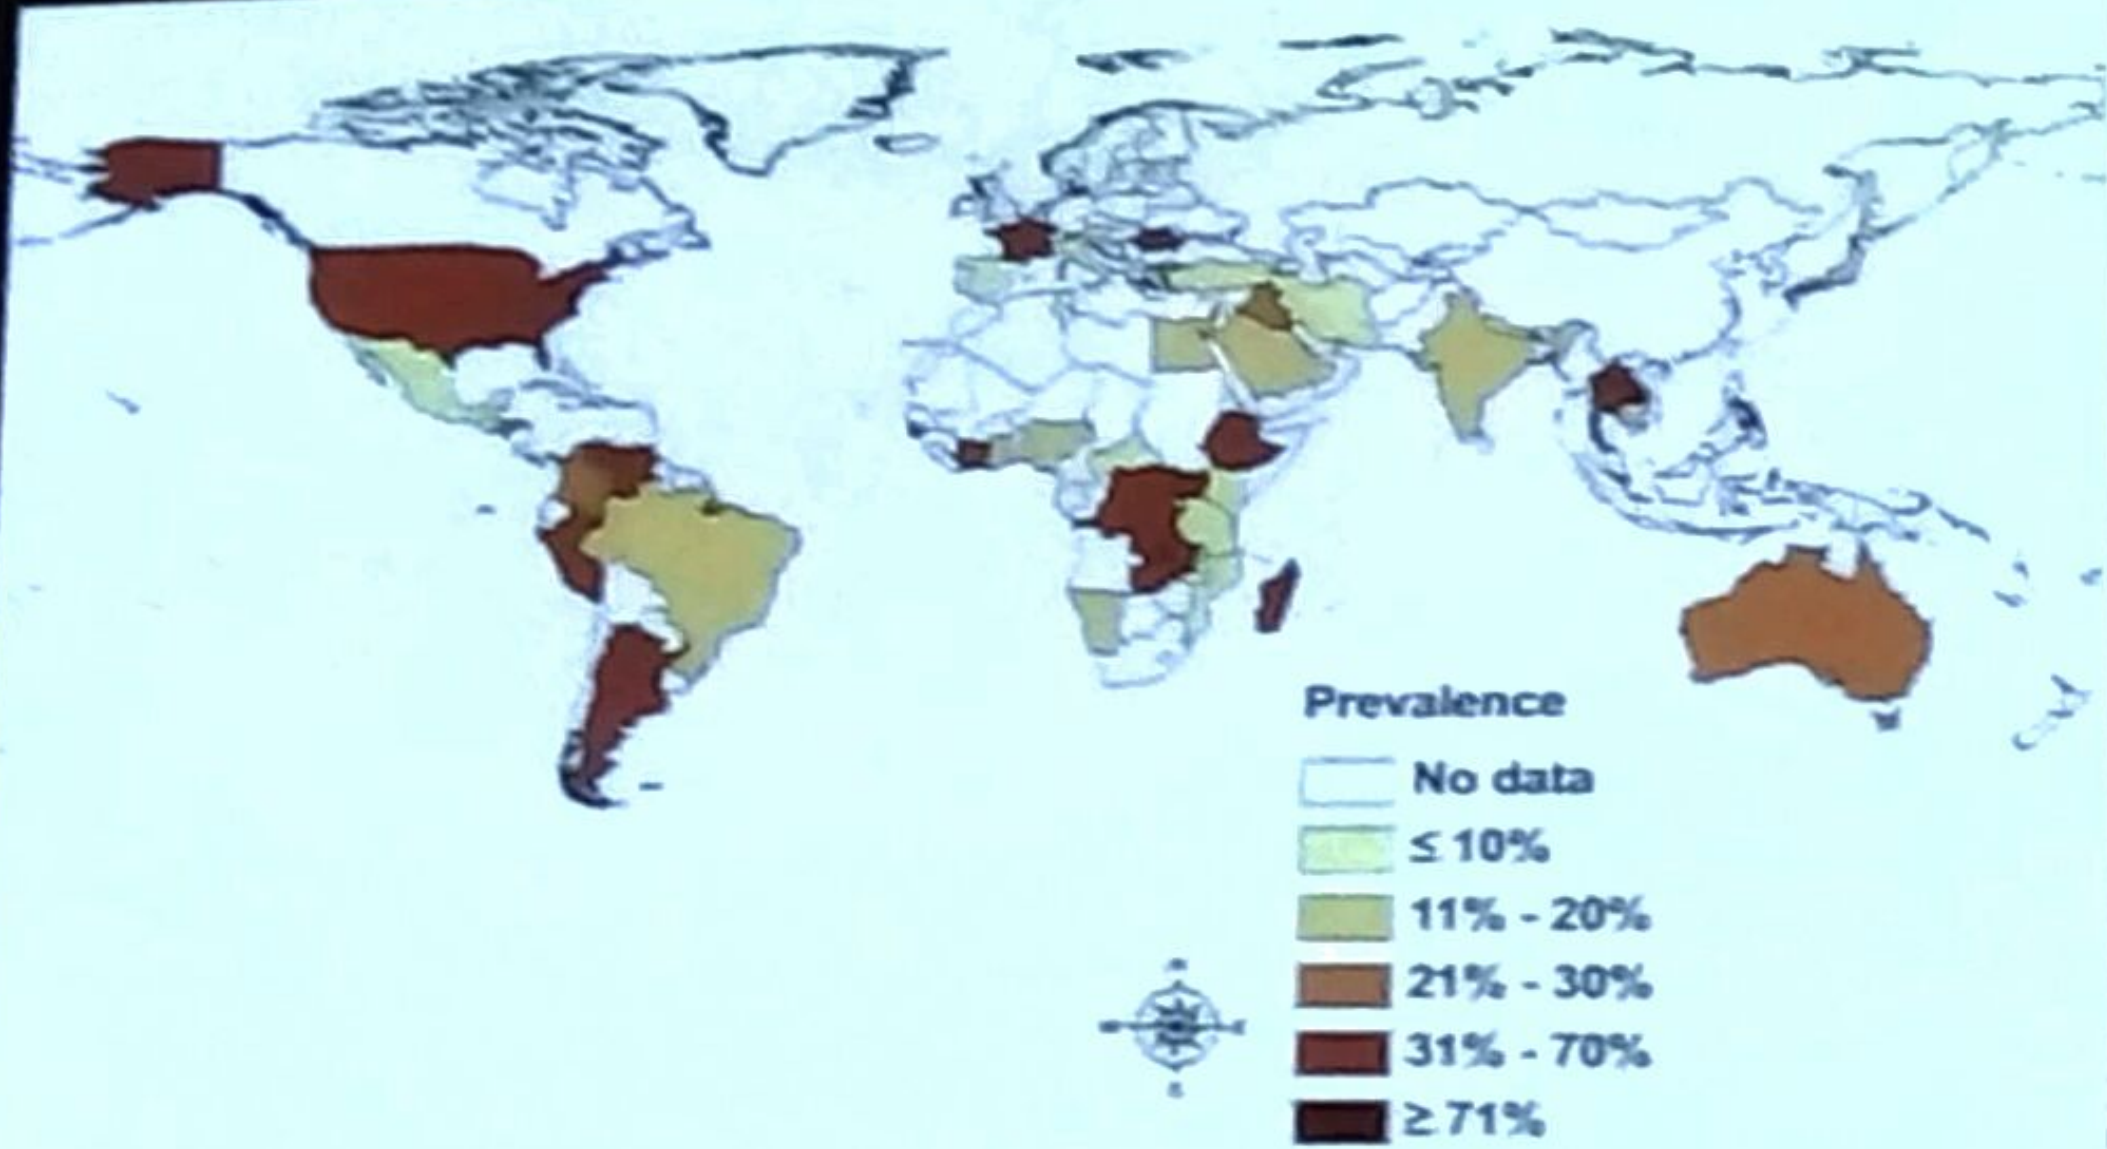 Prevalence
No data
≤ 10%
11% - 20%
21% - 30%
31% - 70%
≥ 71%